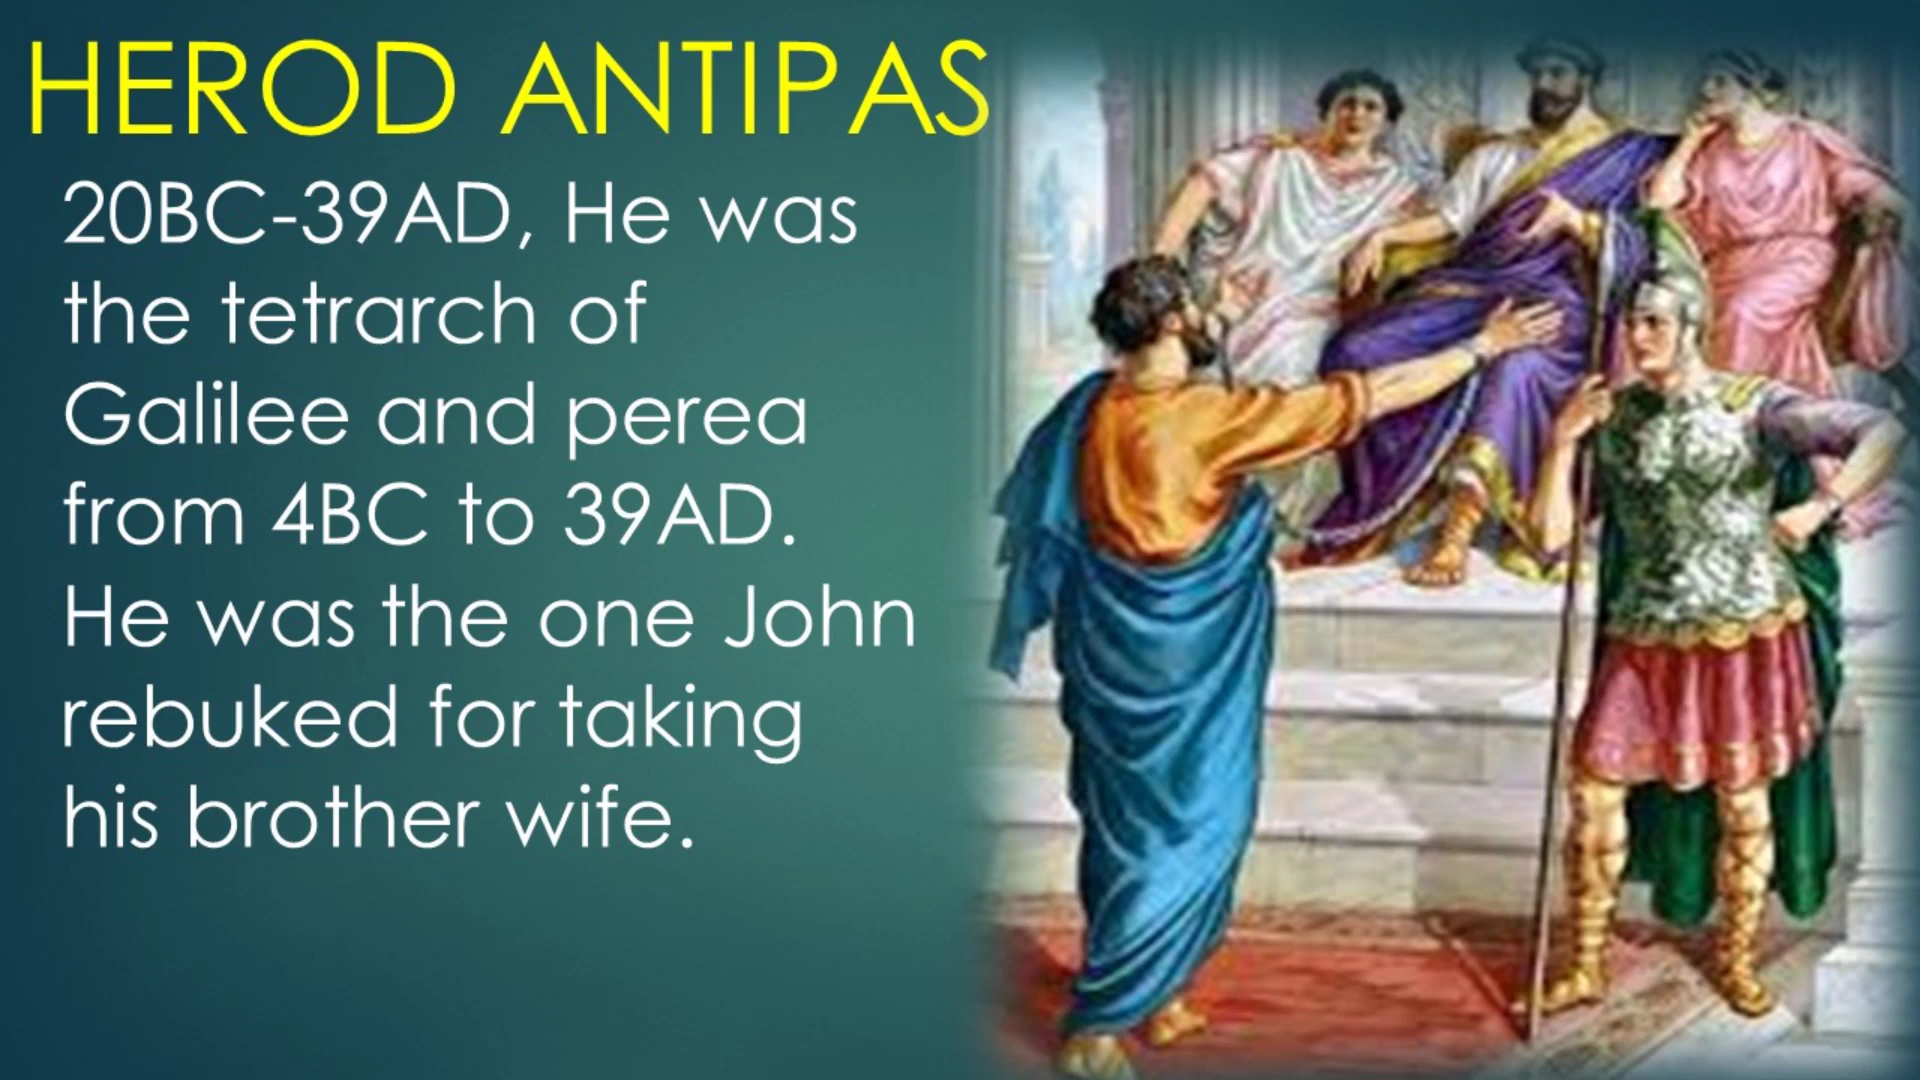 HEROD ANTIPAS
20BC-39AD, He was
the tetrarch of
Galilee and perea
from 4BC to 39AD.
He was the one John
rebuked for taking
his brother wife.